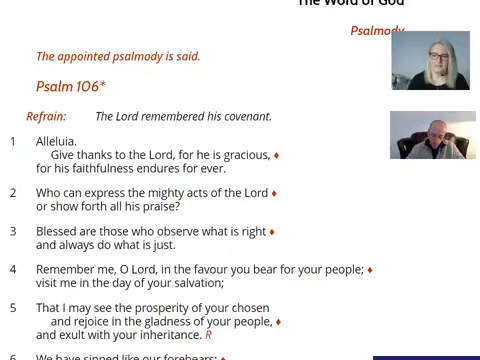 The Word of God
Psalmody
The appointed psalmody is said.
Psalm 106*
Refrain: The Lord remembered his covenant.
1 Alleluia.
Give thanks to the Lord, for he is gracious, ♦
for his faithfulness endures for ever.
2 Who can express the mighty acts of the Lord ♦
or show forth all his praise?
3 Blessed are those who observe what is right ♦
and always do what is just.
4 Remember me, O Lord, in the favour you bear for your people; ♦
visit me in the day of your salvation;
5 That I may see the prosperity of your chosen
and rejoice in the gladness of your people, ♦
and exult with your inheritance. R
6 We have sinned like our forebears; ♦